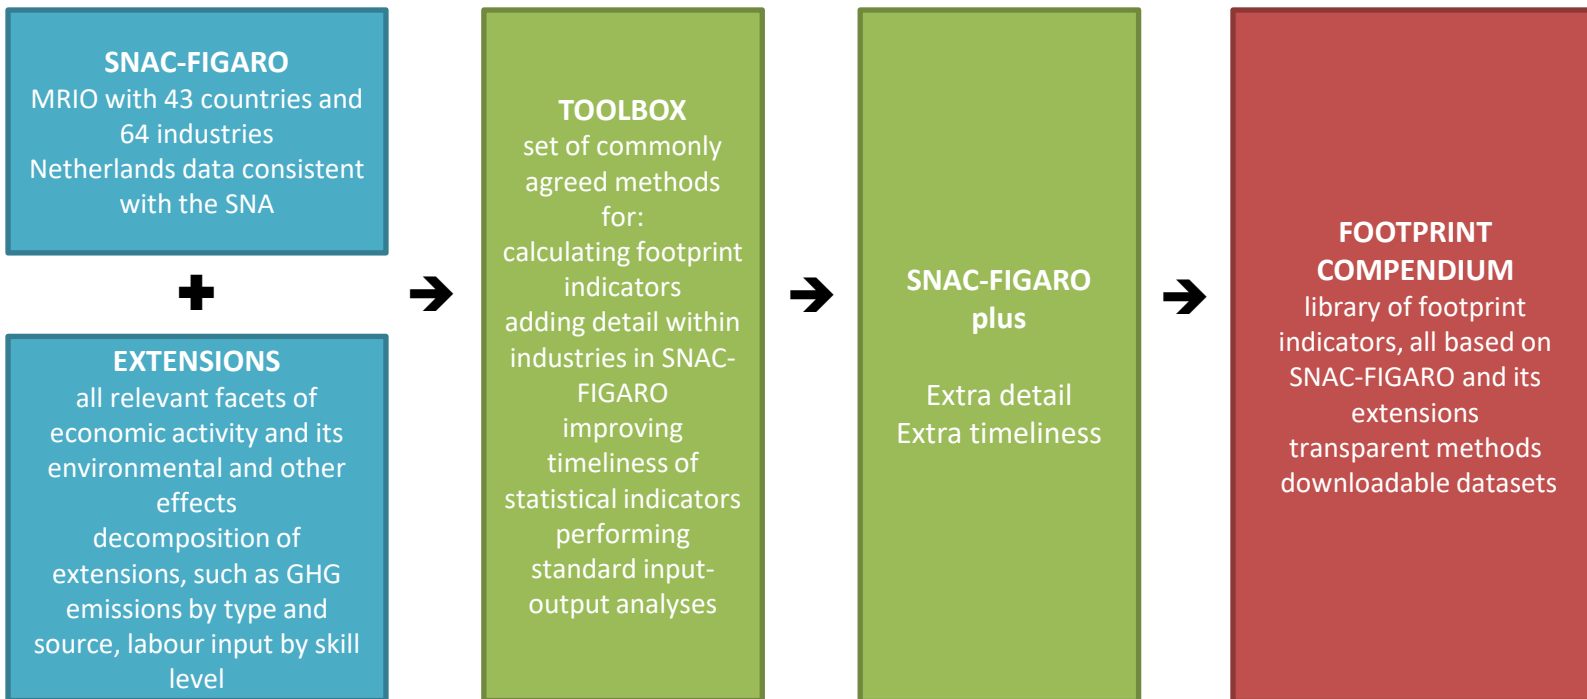 SNAC-FIGARO
MRIO with 43 countries and
64 industries
Netherlands data consistent
with the SNA
EXTENSIONS
all relevant facets of
economic activity and its
environmental and other
effects
decomposition of
extensions, such as GHG
emissions by type and
source, labour input by skill
level
TOOLBOX
set of commonly
agreed methods
for:
calculating footprint
indicators
adding detail within
industries in SNAC-
FIGARO
improving
timeliness of
statistical indicators
performing
standard input-
output analyses
SNAC-FIGARO
plus
Extra detail
Extra timeliness
FOOTPRINT
COMPENDIUM
library of footprint
indicators, all based on
SNAC-FIGARO and its
extensions
transparent methods
downloadable datasets